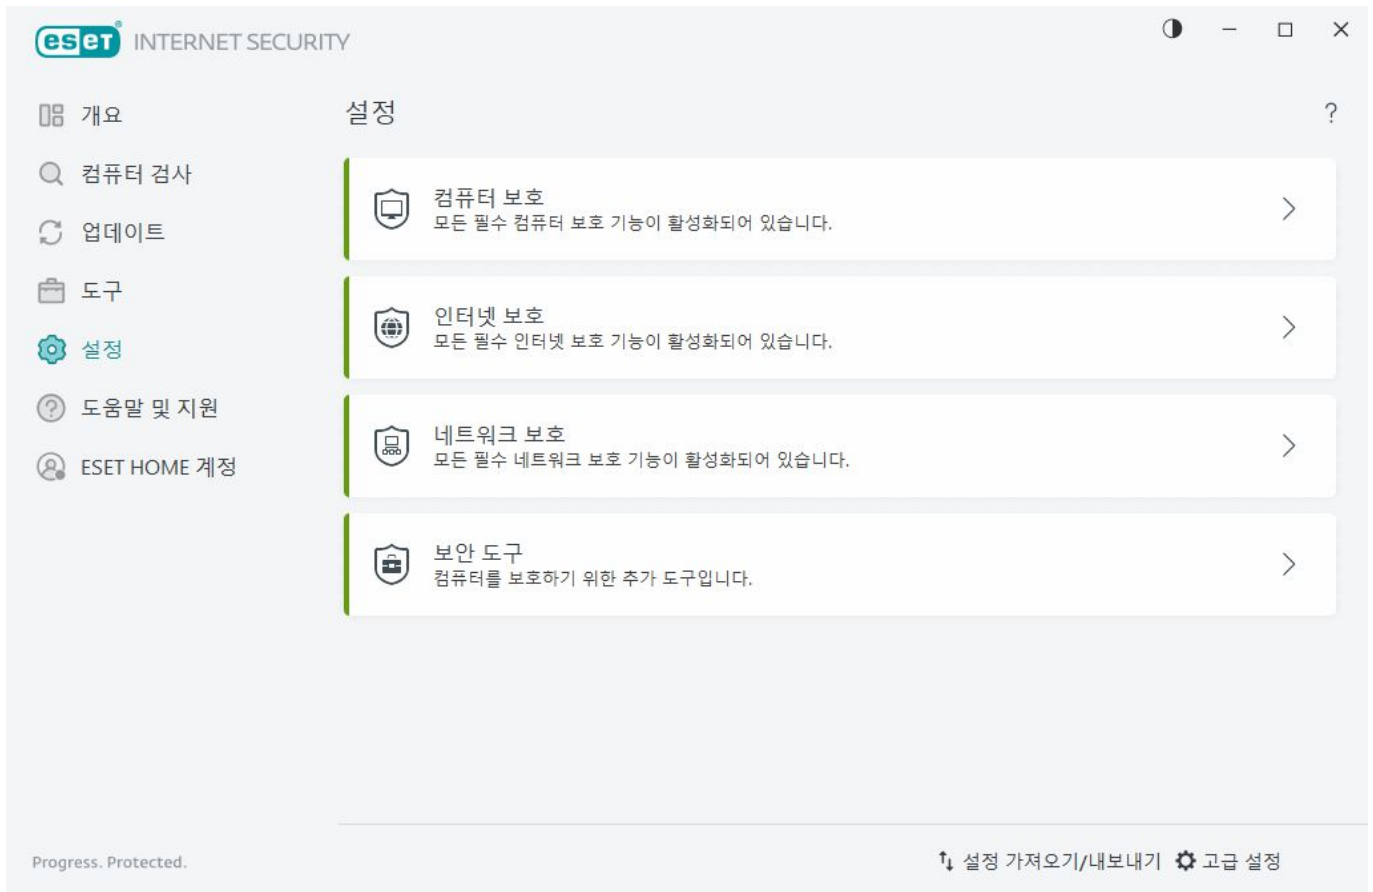 eset® INTERNET SECURITY
개요
컴퓨터 검사
업데이트
도구
설정
도움말 및 지원
ESET HOME 계정
설정
?
컴퓨터 보호
모든 필수 컴퓨터 보호 기능이 활성화되어 있습니다.
인터넷 보호
모든 필수 인터넷 보호 기능이 활성화되어 있습니다.
네트워크 보호
모든 필수 네트워크 보호 기능이 활성화되어 있습니다.
보안 도구
컴퓨터를 보호하기 위한 추가 도구입니다.
Progress. Protected.
설정 가져오기/내보내기 고급 설정